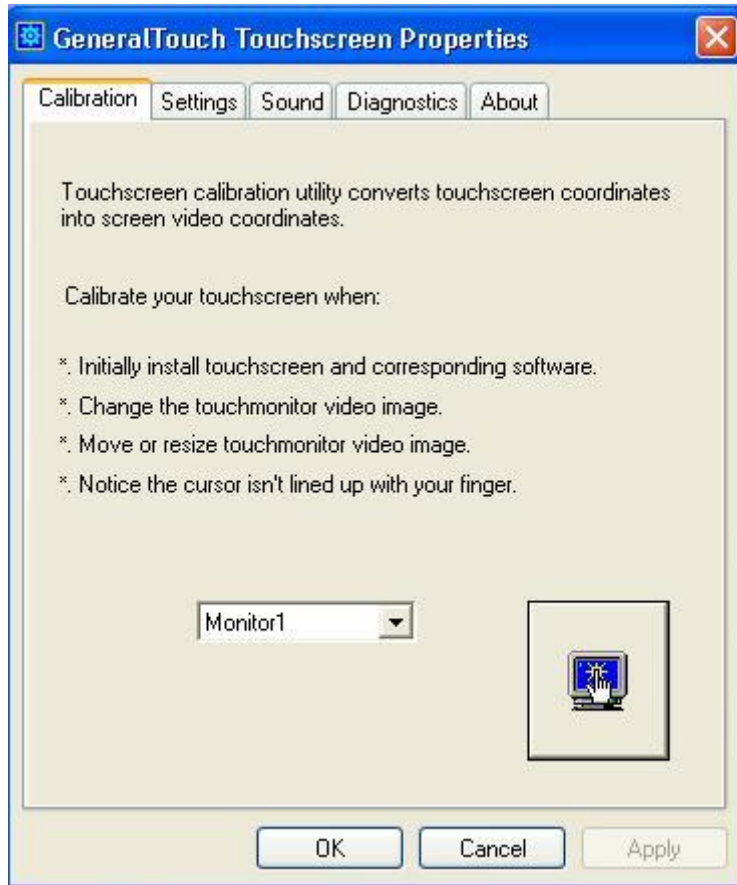 GeneralTouch Touchscreen Properties
Calibration Settings Sound Diagnostics About
Touchscreen calibration utility converts touchscreen coordinates
into screen video coordinates.
Calibrate your touchscreen when:
*. Initially install touchscreen and corresponding software.
*. Change the touchmonitor video image.
*. Move or resize touchmonitor video image.
*. Notice the cursor isn't lined up with your finger.
Monitor1
OK Cancel Apply